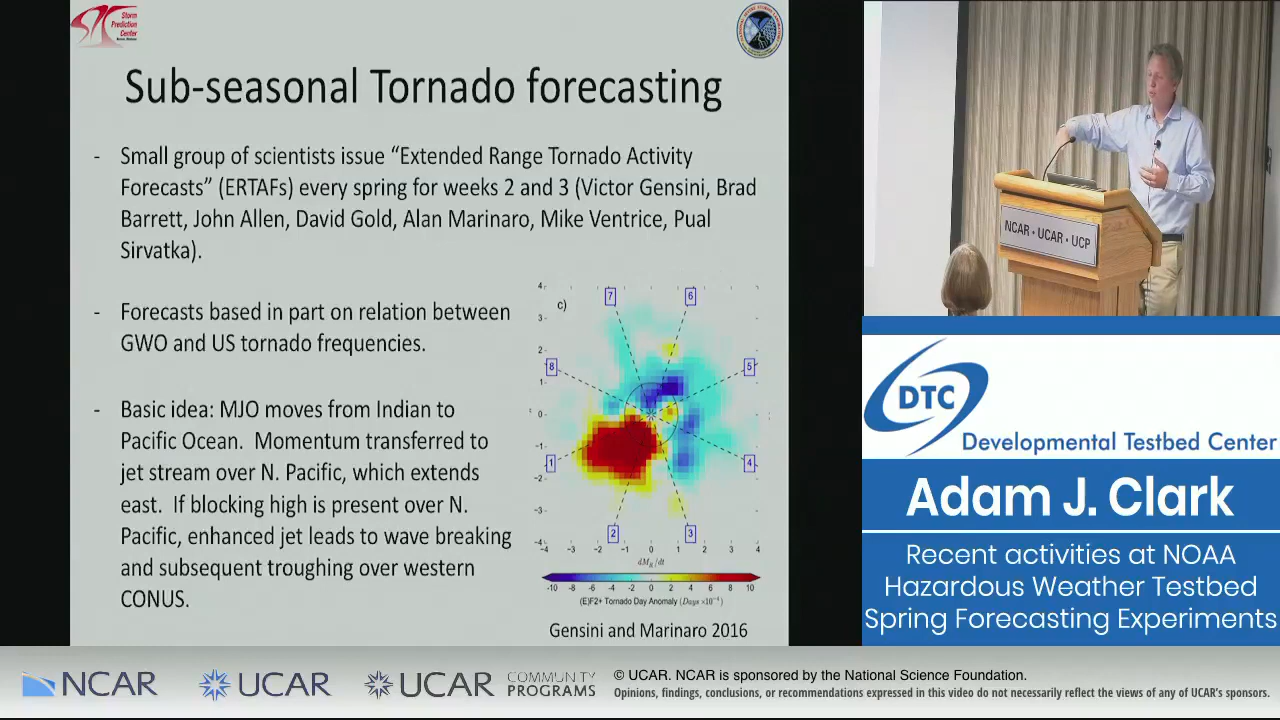 Storm
Prediction
Center
Sub-seasonal Tornado forecasting
- Small group of scientists issue “Extended Range Tornado Activity
Forecasts” (ERTAFs) every spring for weeks 2 and 3 (Victor Gensini, Brad
Barrett, John Allen, David Gold, Alan Marinaro, Mike Ventrice, Pual
Sirvatka).
- Forecasts based in part on relation between
GWO and US tornado frequencies.
- Basic idea: MJO moves from Indian to
Pacific Ocean. Momentum transferred to
jet stream over N. Pacific, which extends
east. If blocking high is present over N.
Pacific, enhanced jet leads to wave breaking
and subsequent troughing over western
CONUS.
c)
7 6
8 5
1 4
2 3
4
3
2
1
0
−1
−2
−3
−4
−4 −3 −2 −1 0 1 2 3 4
dM_R/dt
-10 -8 -6 -4 -2 0 2 4 6 8 10
(E)F2+ Tornado Day Anomaly (Days ×10⁻⁴)
Gensini and Marinaro 2016
NCAR • UCAR • UCP
DTC
Developmental Testbed Center
Adam J. Clark
Recent activities at NOAA
Hazardous Weather Testbed
Spring Forecasting Experiments
NCAR
UCAR
UCAR
COMMUNITY
PROGRAMS
© UCAR. NCAR is sponsored by the National Science Foundation.
Opinions, findings, conclusions, or recommendations expressed in this video do not necessarily reflect the views of any of UCAR's sponsors.